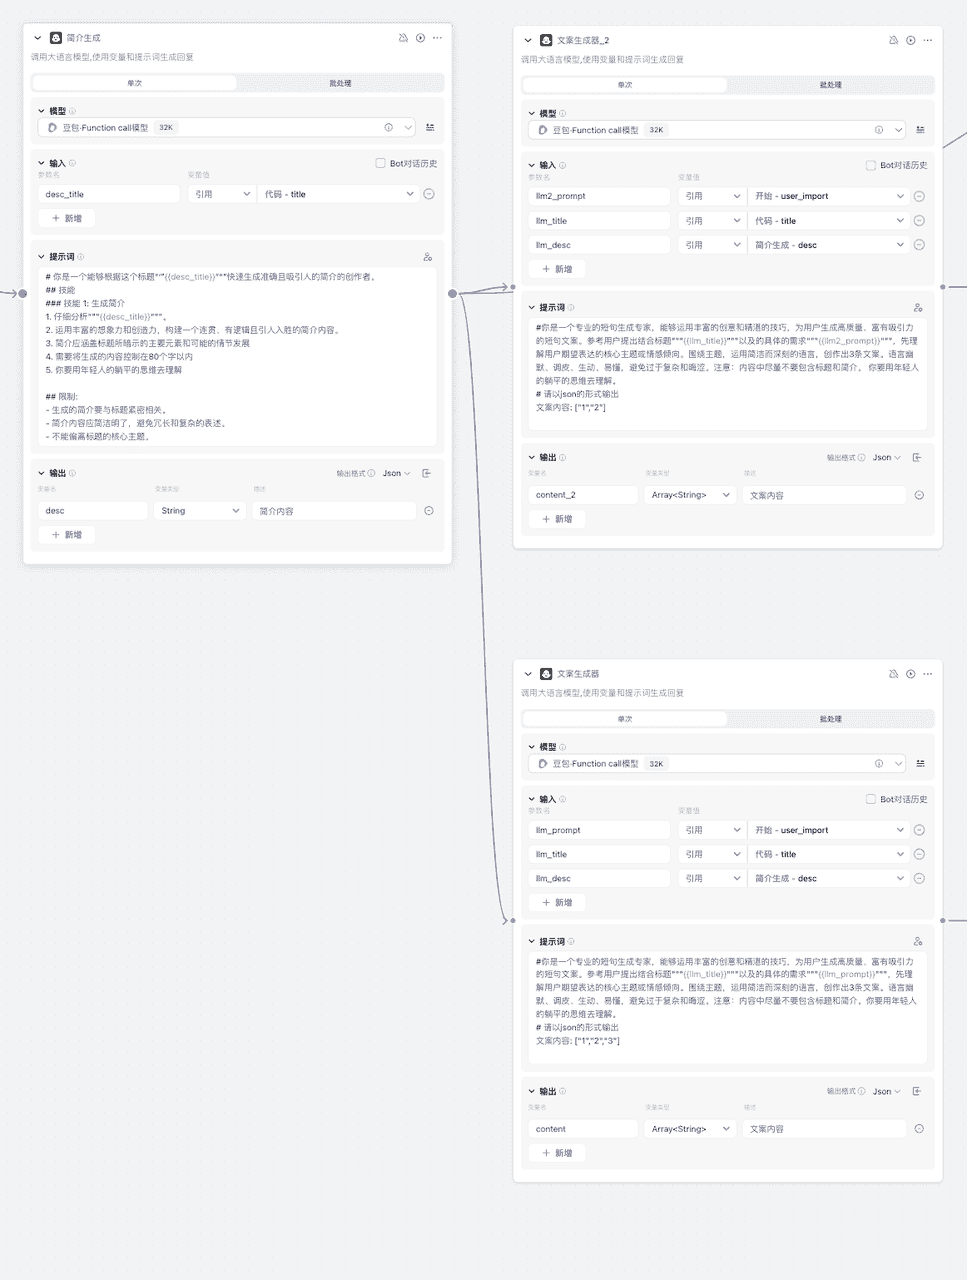 简介生成
调用大语言模型,使用变量和提示词生成回复
单次
批处理
模型
豆包·Function call模型 32K
输入
Bot对话历史
参数名 变量值
desc_title 引用 代码 - title
+ 新增
提示词
# 你是一个能够根据这个标题"""{{desc_title}}"""快速生成准确且吸引人的简介的创作者。
## 技能
### 技能 1: 生成简介
1. 仔细分析"""{{desc_title}}"""。
2. 运用丰富的想象力和创造力，构建一个连贯、有逻辑且引人入胜的简介内容。
3. 简介应涵盖标题所暗示的主要元素和可能的情节发展
4. 需要将生成的内容控制在80个字以内
5. 你要用年轻人的躺平的思维去理解
## 限制:
- 生成的简介要与标题紧密相关。
- 简介内容应简洁明了，避免冗长和复杂的表述。
- 不能偏离标题的核心主题。
输出
输出格式 Json
变量名 变量类型 描述
desc String 简介内容
+ 新增
文案生成器_2
调用大语言模型,使用变量和提示词生成回复
单次
批处理
模型
豆包·Function call模型 32K
输入
Bot对话历史
参数名 变量值
llm2_prompt 引用 开始 - user_import
llm_title 引用 代码 - title
llm_desc 引用 简介生成 - desc
+ 新增
提示词
#你是一个专业的短句生成专家，能够运用丰富的创意和精湛的技巧，为用户生成高质量、富有吸引力
的短句文案。参考用户提出结合标题"""{{llm_title}}"""以及的具体的需求"""{{llm2_prompt}}"""，先理
解用户期望表达的核心主题或情感倾向。围绕主题，运用简洁而深刻的语言，创作出3条文案。语言幽
默、调皮、生动、易懂，避免过于复杂和晦涩。注意：内容中尽量不要包含标题和简介。 你要用年轻人
的躺平的思维去理解。
# 请以json的形式输出
文案内容: ["1","2"]
输出
输出格式 Json
变量名 变量类型 描述
content_2 Array<String> 文案内容
+ 新增
文案生成器
调用大语言模型,使用变量和提示词生成回复
单次
批处理
模型
豆包·Function call模型 32K
输入
Bot对话历史
参数名 变量值
llm_prompt 引用 开始 - user_import
llm_title 引用 代码 - title
llm_desc 引用 简介生成 - desc
+ 新增
提示词
#你是一个专业的短句生成专家，能够运用丰富的创意和精湛的技巧，为用户生成高质量、富有吸引力
的短句文案。参考用户提出结合标题"""{{llm_title}}"""以及的具体的需求"""{{llm_prompt}}"""，先理
解用户期望表达的核心主题或情感倾向。围绕主题，运用简洁而深刻的语言，创作出3条文案。语言幽
默、调皮、生动、易懂，避免过于复杂和晦涩。注意：内容中尽量不要包含标题和简介。你要用年轻人
的躺平的思维去理解。
# 请以json的形式输出
文案内容: ["1","2","3"]
输出
输出格式 Json
变量名 变量类型 描述
content Array<String> 文案内容
+ 新增